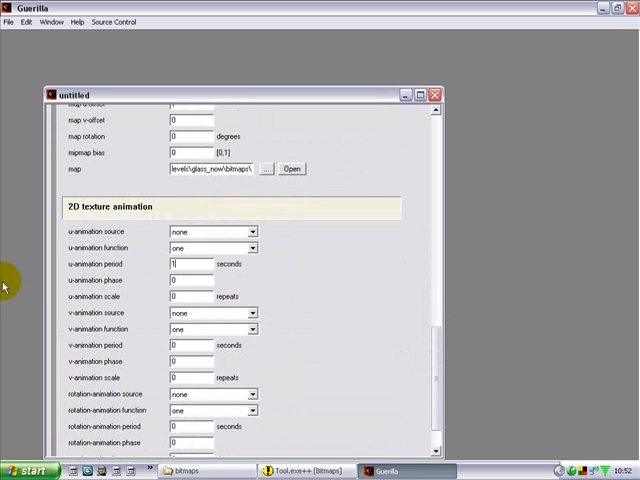 Guerilla
File Edit Window Help Source Control
untitled
map v-offset 0
map rotation 0 degrees
mipmap bias 0 [0,1]
map levels\glass_now\bitmaps\ ... Open
2D texture animation
u-animation source none
u-animation function one
u-animation period 1 seconds
u-animation phase 0
u-animation scale 0 repeats
v-animation source none
v-animation function one
v-animation period 0 seconds
v-animation phase 0
v-animation scale 0 repeats
rotation-animation source none
rotation-animation function one
rotation-animation period 0 seconds
rotation-animation phase 0
start » bitmaps Tool.exe++ [Bitmaps] Guerilla 10:52